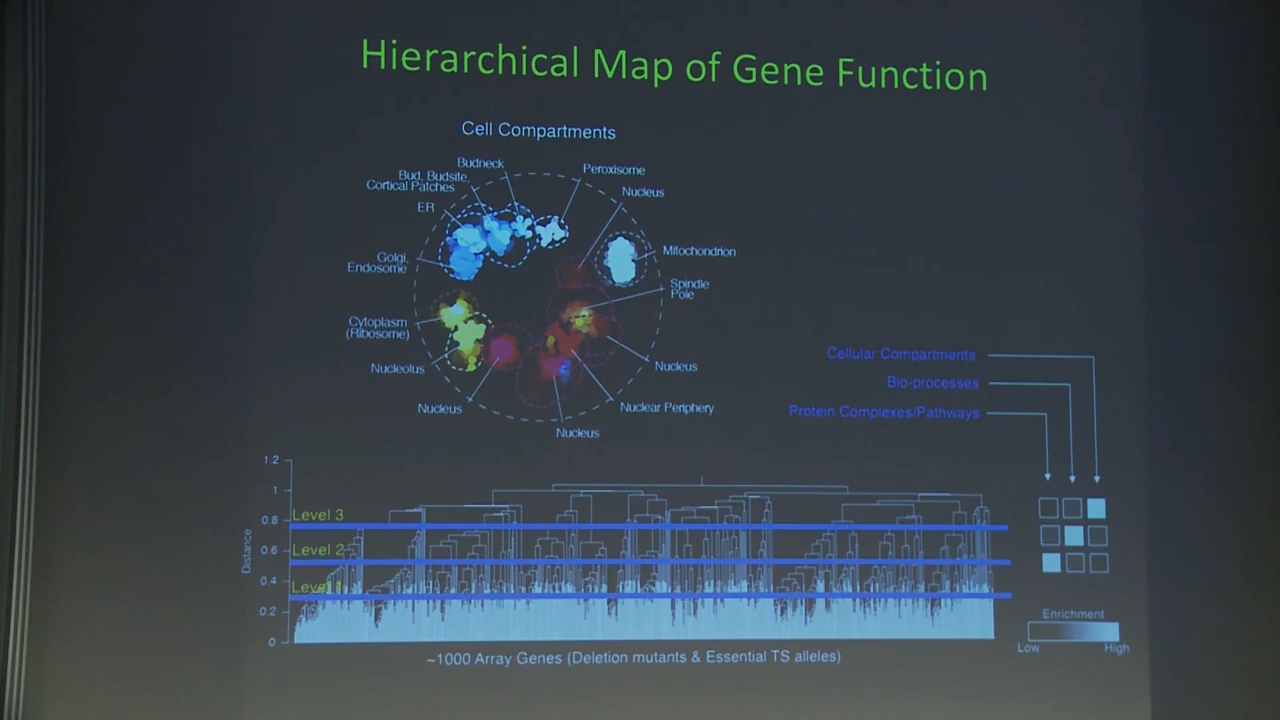 Hierarchical Map of Gene Function
Cell Compartments
Budneck
Peroxisome
Bud, Budsite,
Cortical Patches
Nucleus
ER
Mitochondrion
Golgi,
Endosome
Spindle
Pole
Cytoplasm
(Ribosome)
Nucleolus
Nucleus
Nucleus
Nuclear Periphery
Nucleus
Cellular Compartments
Bio-processes
Protein Complexes/Pathways
1.2
1
0.8
0.6
0.4
0.2
0
Distance
Level 3
Level 2
Level 1
~1000 Array Genes (Deletion mutants & Essential TS alleles)
Enrichment
Low
High